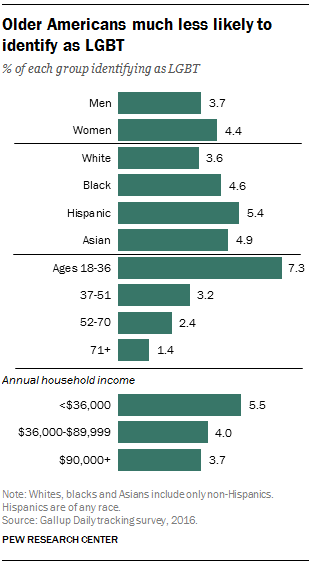 Older Americans much less likely to
identify as LGBT
% of each group identifying as LGBT
Men 3.7
Women 4.4
White 3.6
Black 4.6
Hispanic 5.4
Asian 4.9
Ages 18-36 7.3
37-51 3.2
52-70 2.4
71+ 1.4
Annual household income
<$36,000 5.5
$36,000-$89,999 4.0
$90,000+ 3.7
Note: Whites, blacks and Asians include only non-Hispanics.
Hispanics are of any race.
Source: Gallup Daily tracking survey, 2016.
PEW RESEARCH CENTER